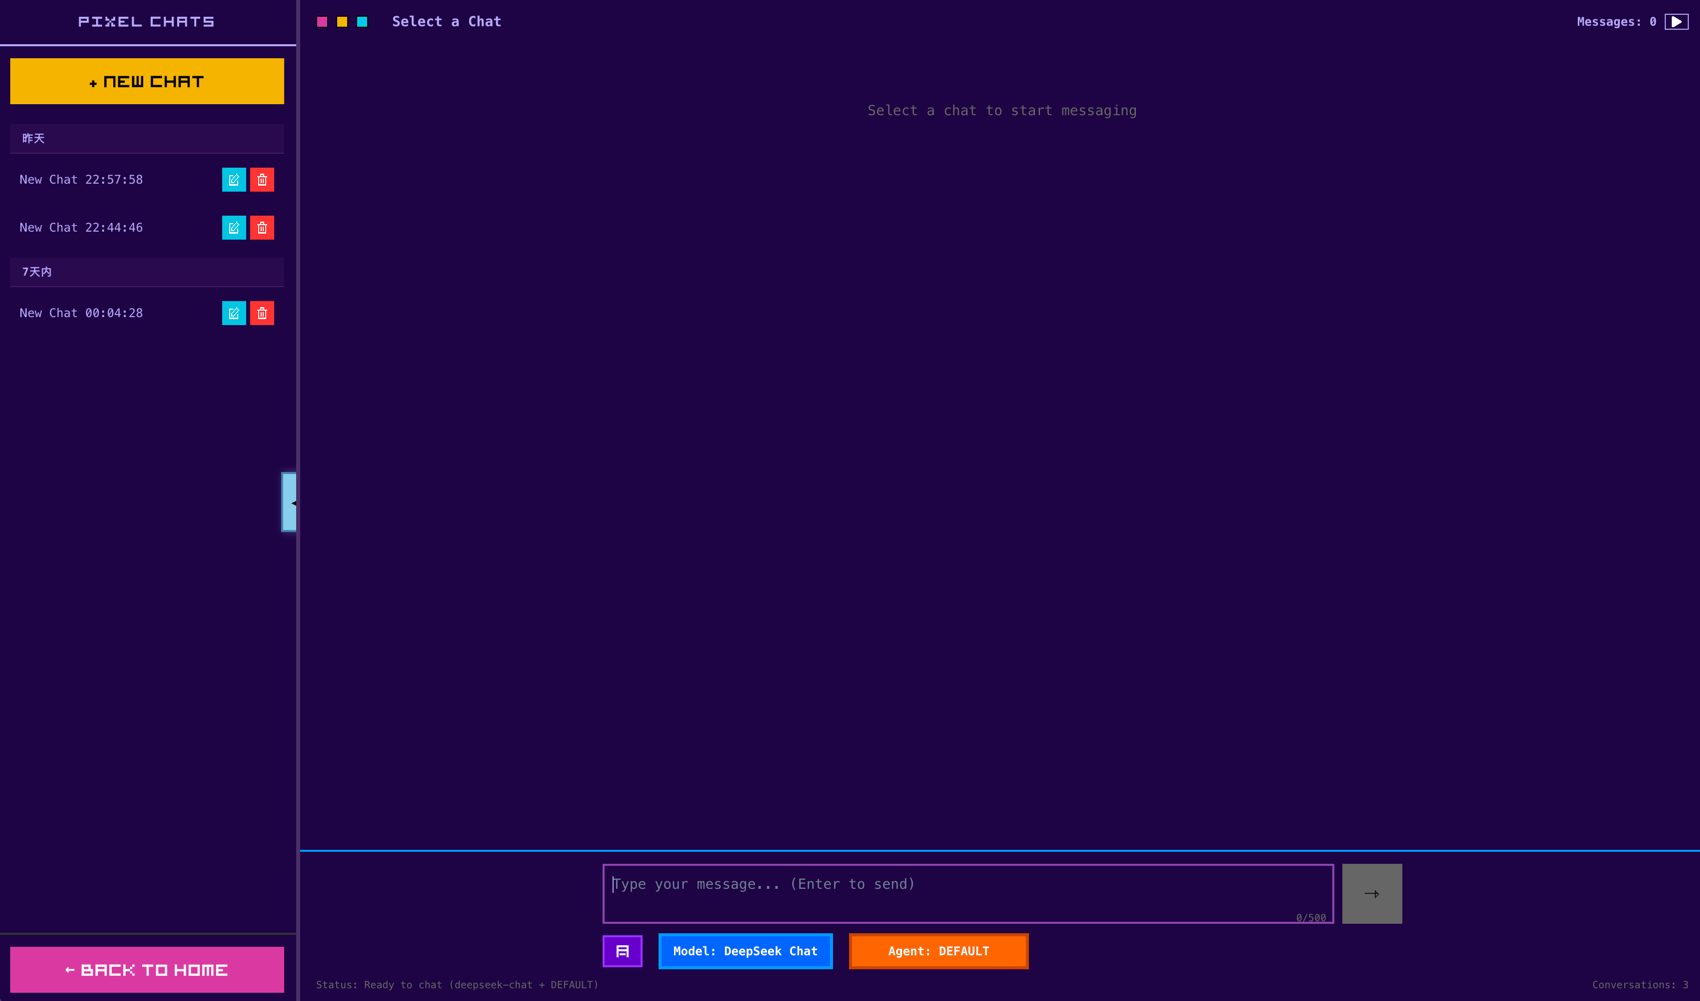 PIXEL CHATS
+ NEW CHAT
昨天
New Chat 22:57:58
New Chat 22:44:46
7天内
New Chat 00:04:28
← BACK TO HOME
Select a Chat
Messages: 0
Select a chat to start messaging
Type your message... (Enter to send)
0/500
Model: DeepSeek Chat
Agent: DEFAULT
Status: Ready to chat (deepseek-chat + DEFAULT)
Conversations: 3